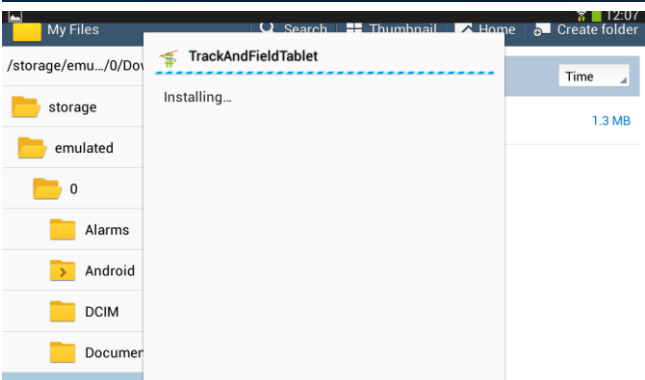 12:07
My Files
Search
Thumbnail
Home
Create folder
/storage/emu…/0/Dow
TrackAndFieldTablet
Time
Installing…
storage
1.3 MB
emulated
0
Alarms
Android
DCIM
Documen